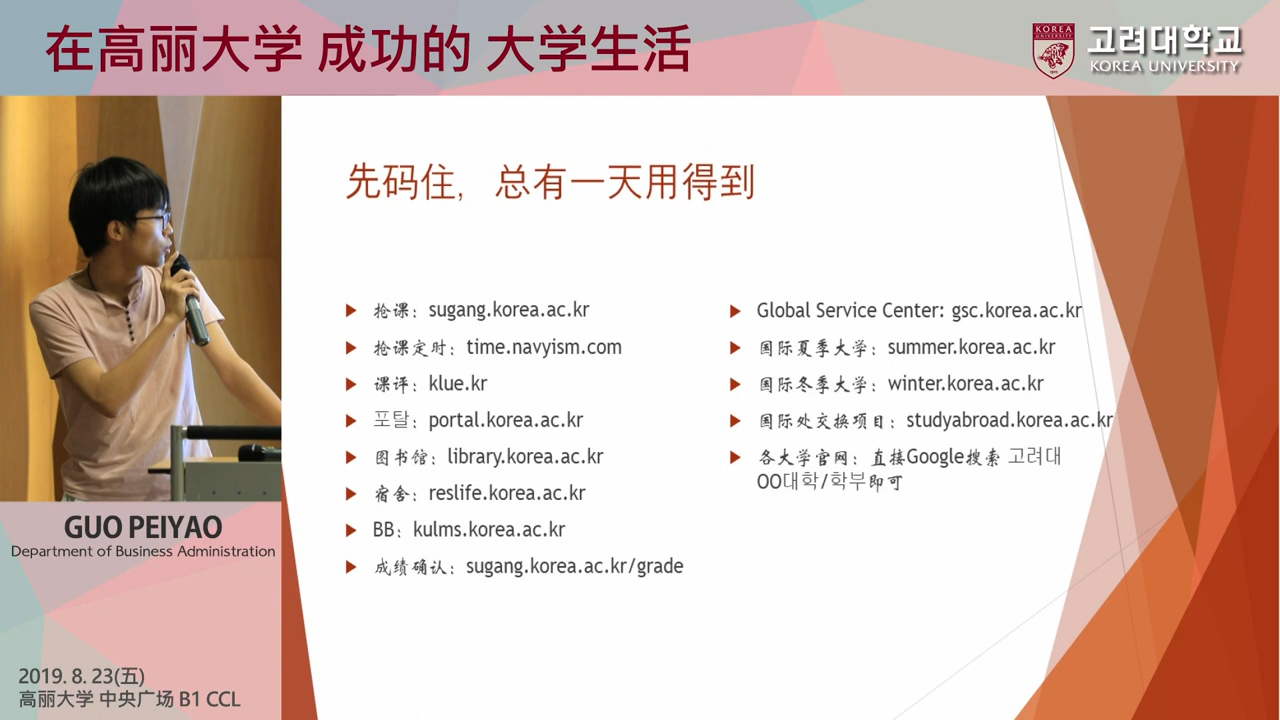 在高丽大学 成功的 大学生活
KOREA
UNIVERSITY
고려대학교
KOREA UNIVERSITY
先码住，总有一天用得到
抢课：sugang.korea.ac.kr
抢课定时：time.navyism.com
课评：klue.kr
포탈：portal.korea.ac.kr
图书馆：library.korea.ac.kr
宿舍：reslife.korea.ac.kr
BB：kulms.korea.ac.kr
成绩确认：sugang.korea.ac.kr/grade
Global Service Center: gsc.korea.ac.kr
国际夏季大学：summer.korea.ac.kr
国际冬季大学：winter.korea.ac.kr
国际处交换项目：studyabroad.korea.ac.kr
各大学官网：直接Google搜索 고려대
OO대학/학부即可
GUO PEIYAO
Department of Business Administration
2019. 8. 23(五)
高丽大学 中央广场 B1 CCL